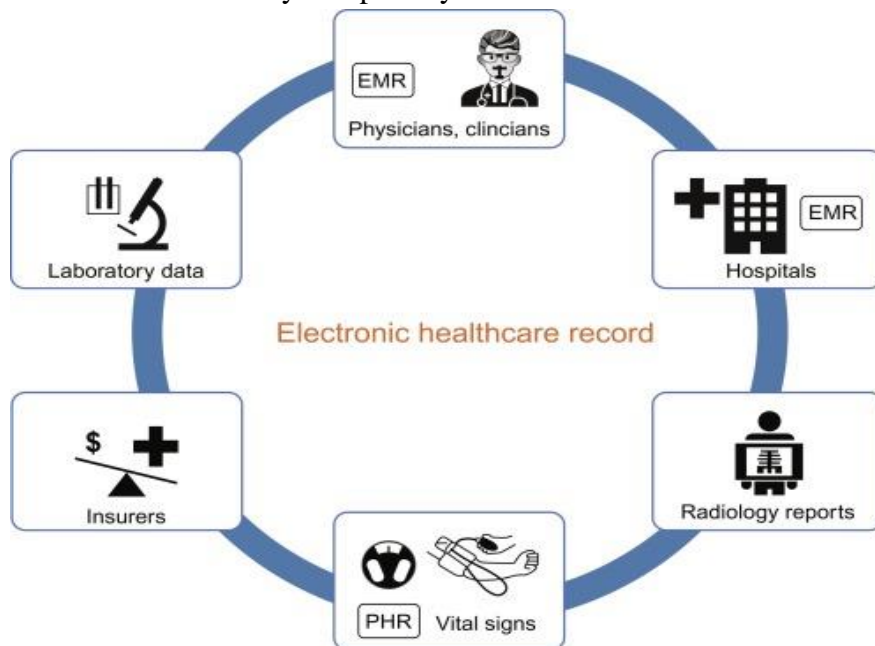 EMR
Physicians, clincians
EMR
Hospitals
Laboratory data
Electronic healthcare record
$
Insurers
Radiology reports
PHR
Vital signs